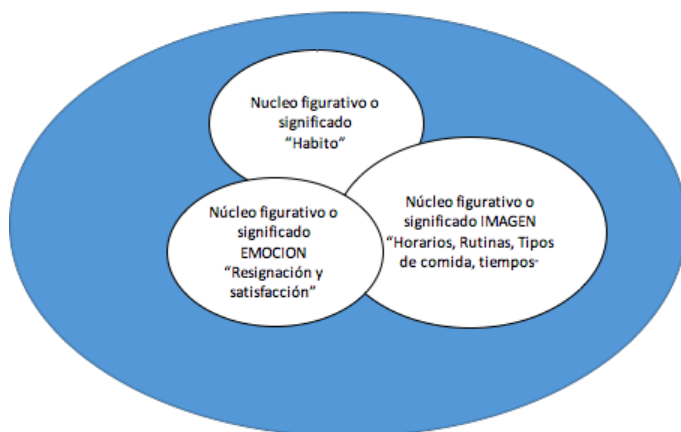 Nucleo figurativo o
significado
“Habito”
Núcleo figurativo o
significado
EMOCION
“Resignación y
satisfacción”
Núcleo figurativo o
significado IMAGEN
“Horarios, Rutinas, Tipos
de comida, tiempos”